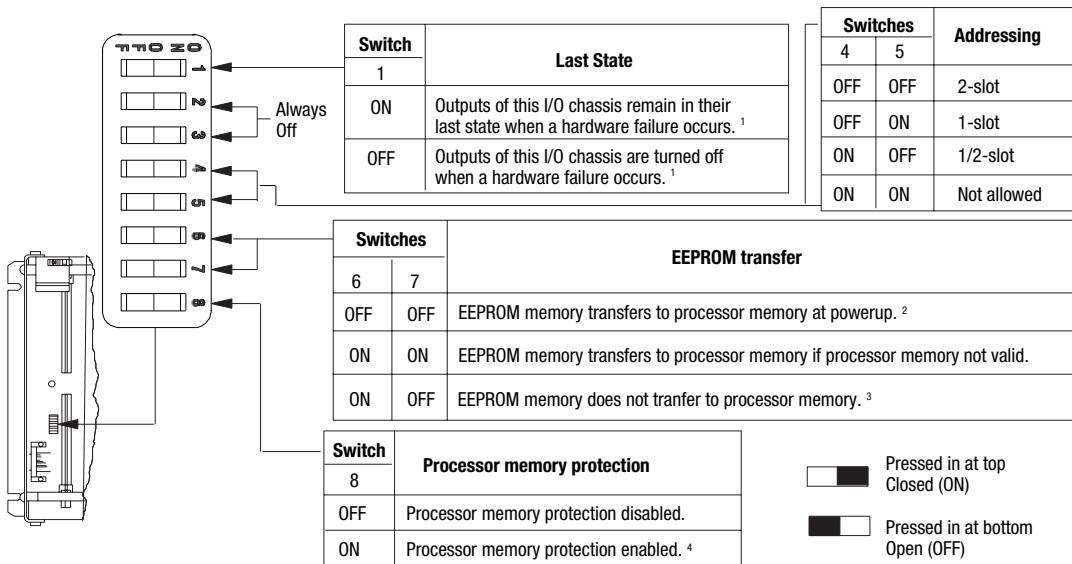 ON OFF
1
2
3
4
5
6
7
8
Always
Off
Switch
1
Last State
ON
Outputs of this I/O chassis remain in their
last state when a hardware failure occurs. 1
OFF
Outputs of this I/O chassis are turned off
when a hardware failure occurs. 1
Switches
Addressing
4 5
OFF OFF 2-slot
OFF ON 1-slot
ON OFF 1/2-slot
ON ON Not allowed
Switches
EEPROM transfer
6 7
OFF OFF EEPROM memory transfers to processor memory at powerup. 2
ON ON EEPROM memory transfers to processor memory if processor memory not valid.
ON OFF EEPROM memory does not tranfer to processor memory. 3
Switch
8
Processor memory protection
OFF Processor memory protection disabled.
ON Processor memory protection enabled. 4
Pressed in at top
Closed (ON)
Pressed in at bottom
Open (OFF)